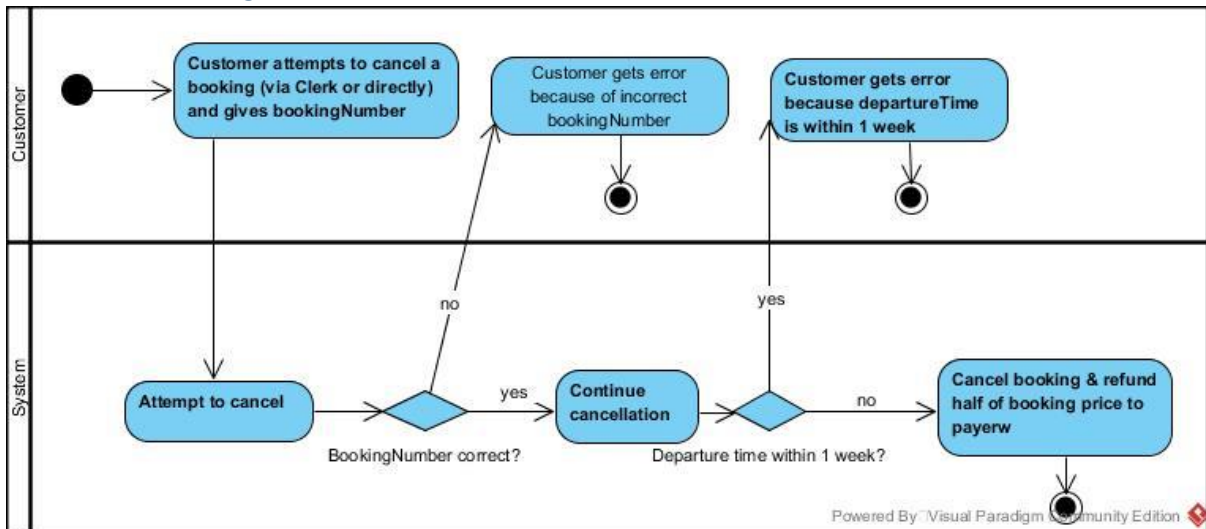 Customer
Customer attempts to cancel a
booking (via Clerk or directly)
and gives bookingNumber
Customer gets error
because of incorrect
bookingNumber
Customer gets error
because departureTime
is within 1 week
System
no
yes
Attempt to cancel
yes
Continue
cancellation
no
Cancel booking & refund
half of booking price to
payerw
BookingNumber correct?
Departure time within 1 week?
Powered By Visual Paradigm Community Edition